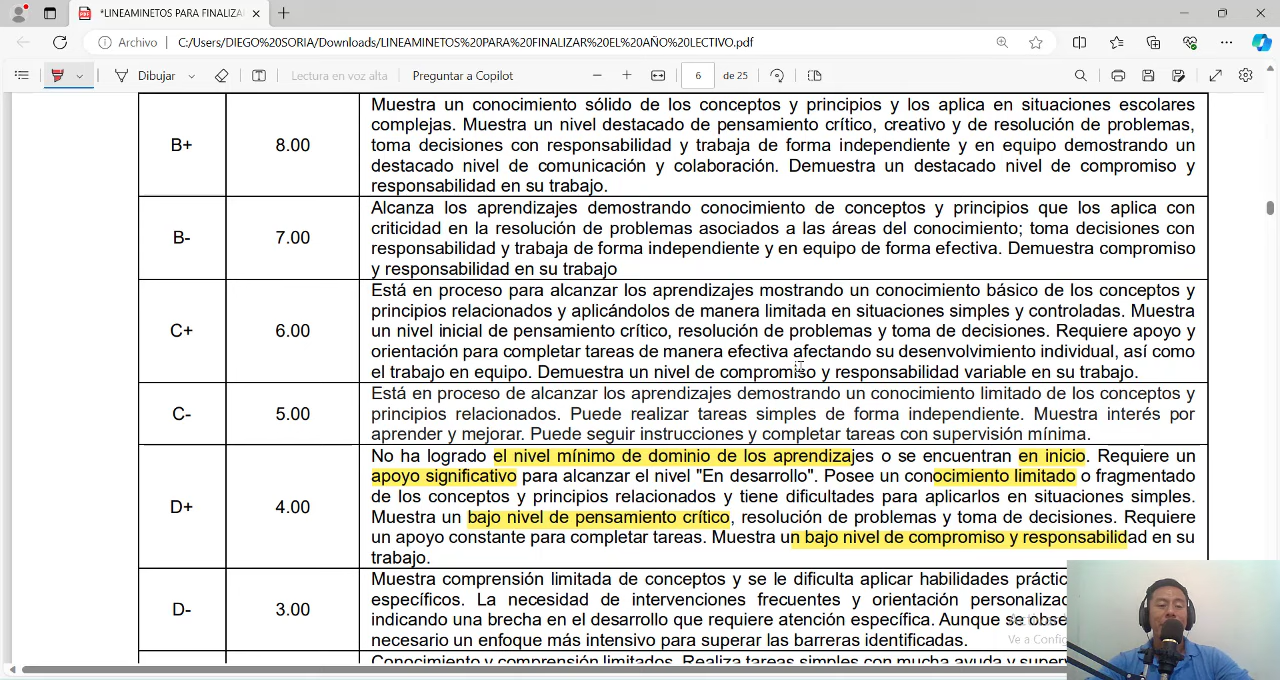 *LINEAMINETOS PARA FINALIZA
Archivo
C:/Users/DIEGO%20SORIA/Downloads/LINEAMINETOS%20PARA%20FINALIZAR%20EL%20AÑO%20LECTIVO.pdf
Dibujar
Lectura en voz alta
Preguntar a Copilot
6
de 25
B+
8.00
Muestra un conocimiento sólido de los conceptos y principios y los aplica en situaciones escolares
complejas. Muestra un nivel destacado de pensamiento crítico, creativo y de resolución de problemas,
toma decisiones con responsabilidad y trabaja de forma independiente y en equipo demostrando un
destacado nivel de comunicación y colaboración. Demuestra un destacado nivel de compromiso y
responsabilidad en su trabajo.
B-
7.00
Alcanza los aprendizajes demostrando conocimiento de conceptos y principios que los aplica con
criticidad en la resolución de problemas asociados a las áreas del conocimiento; toma decisiones con
responsabilidad y trabaja de forma independiente y en equipo de forma efectiva. Demuestra compromiso
y responsabilidad en su trabajo
C+
6.00
Está en proceso para alcanzar los aprendizajes mostrando un conocimiento básico de los conceptos y
principios relacionados y aplicándolos de manera limitada en situaciones simples y controladas. Muestra
un nivel inicial de pensamiento crítico, resolución de problemas y toma de decisiones. Requiere apoyo y
orientación para completar tareas de manera efectiva afectando su desenvolvimiento individual, así como
el trabajo en equipo. Demuestra un nivel de compromiso y responsabilidad variable en su trabajo.
C-
5.00
Está en proceso de alcanzar los aprendizajes demostrando un conocimiento limitado de los conceptos y
principios relacionados. Puede realizar tareas simples de forma independiente. Muestra interés por
aprender y mejorar. Puede seguir instrucciones y completar tareas con supervisión mínima.
D+
4.00
No ha logrado el nivel mínimo de dominio de los aprendizajes o se encuentran en inicio. Requiere un
apoyo significativo para alcanzar el nivel "En desarrollo". Posee un conocimiento limitado o fragmentado
de los conceptos y principios relacionados y tiene dificultades para aplicarlos en situaciones simples.
Muestra un bajo nivel de pensamiento crítico, resolución de problemas y toma de decisiones. Requiere
un apoyo constante para completar tareas. Muestra un bajo nivel de compromiso y responsabilidad en su
trabajo.
D-
3.00
Muestra comprensión limitada de conceptos y se le dificulta aplicar habilidades práctic
específicos. La necesidad de intervenciones frecuentes y orientación personalizac
indicando una brecha en el desarrollo que requiere atención específica. Aunque se obse
necesario un enfoque más intensivo para superar las barreras identificadas.
Conocimiento y comprensión limitados. Realiza tareas simples con mucha ayuda y superv
Ve a Config